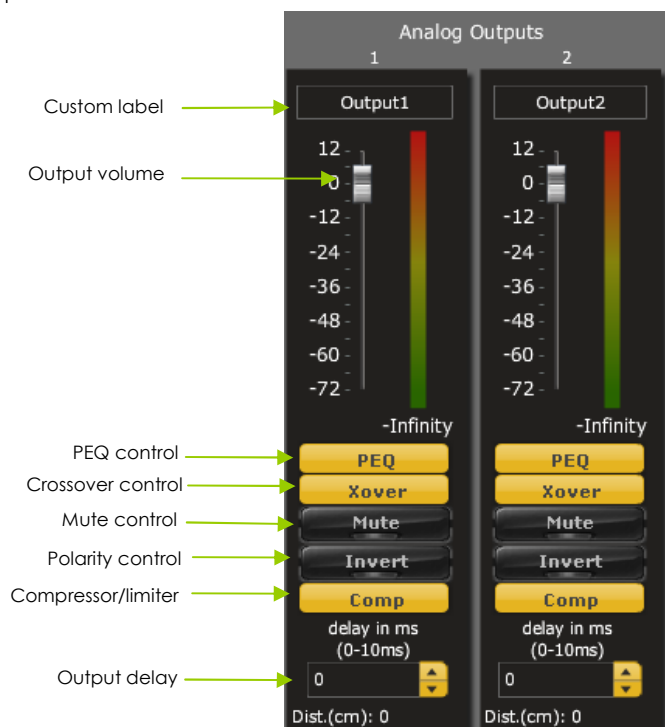 Analog Outputs
1 2
Custom label Output1 Output2
12 12
Output volume 0 0
-12 -12
-24 -24
-36 -36
-48 -48
-60 -60
-72 -72
-Infinity -Infinity
PEQ control PEQ PEQ
Crossover control Xover Xover
Mute control Mute Mute
Polarity control Invert Invert
Compressor/limiter Comp Comp
delay in ms delay in ms
(0-10ms) (0-10ms)
Output delay 0 0
Dist.(cm): 0 Dist.(cm): 0